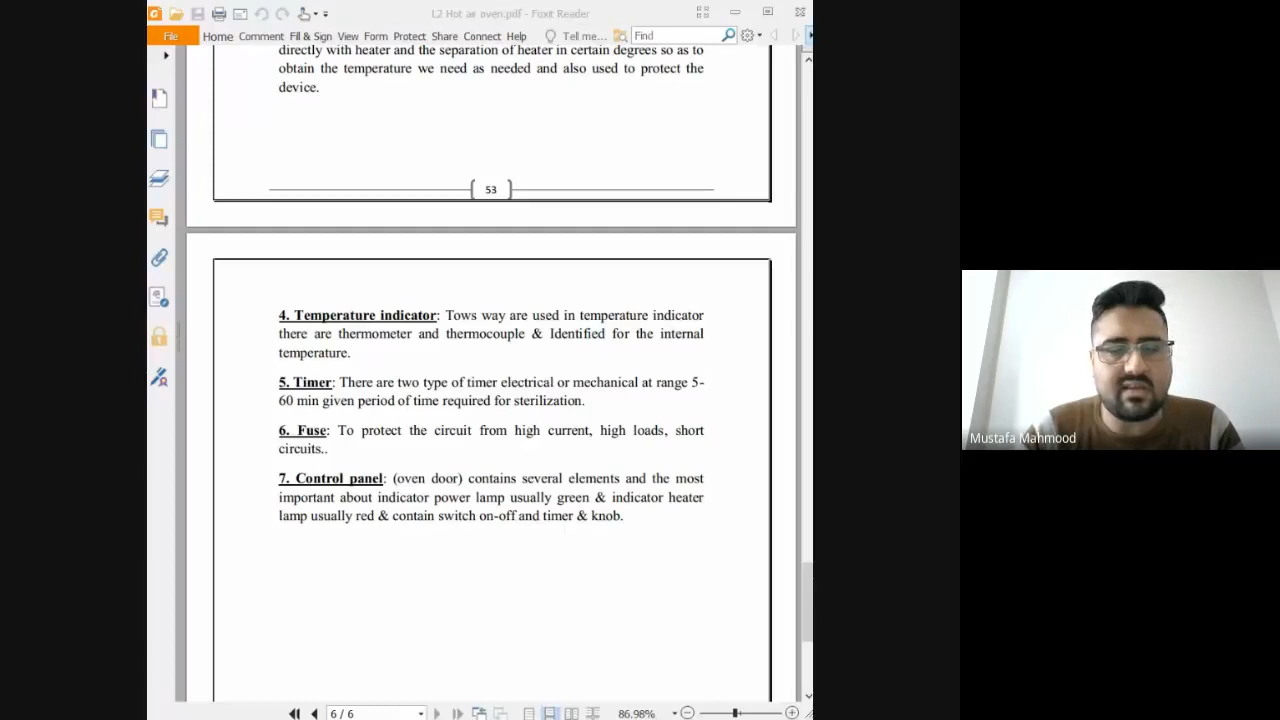 L2 Hot air oven.pdf - Foxit Reader
File Home Comment Fill & Sign View Form Protect Share Connect Help Tell me... Find
directly with heater and the separation of heater in certain degrees so as to
obtain the temperature we need as needed and also used to protect the
device.
53
4. Temperature indicator: Tows way are used in temperature indicator
there are thermometer and thermocouple & Identified for the internal
temperature.
5. Timer: There are two type of timer electrical or mechanical at range 5-
60 min given period of time required for sterilization.
6. Fuse: To protect the circuit from high current, high loads, short
circuits..
7. Control panel: (oven door) contains several elements and the most
important about indicator power lamp usually green & indicator heater
lamp usually red & contain switch on-off and timer & knob.
Mustafa Mahmood
6 / 6
86.98%